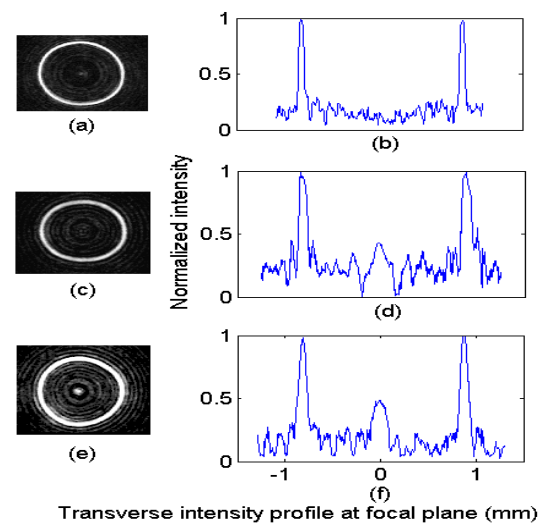 1
0.5
0
(a)
(b)
Normalized intensity
1
0.5
0
(c)
(d)
1
0.5
0
-1
0
1
(e)
(f)
Transverse intensity profile at focal plane (mm)